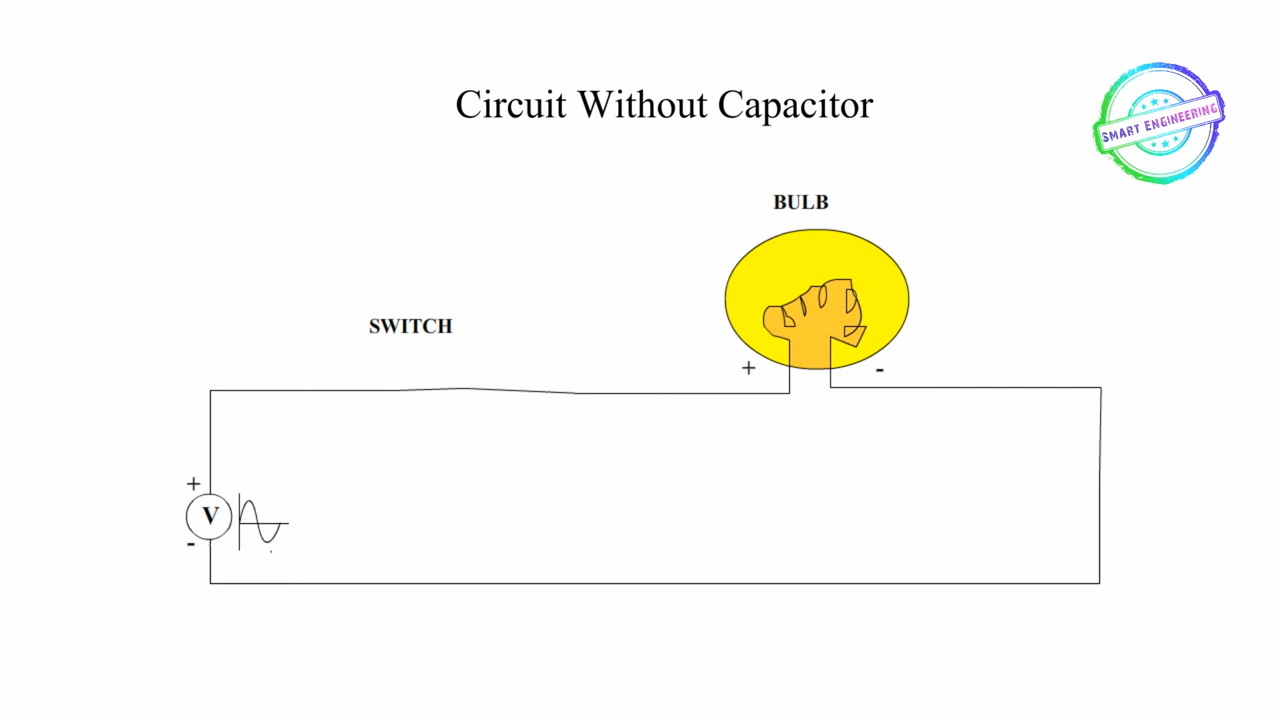 Circuit Without Capacitor
SMART ENGINEERING
BULB
SWITCH
+ -
+
V
-